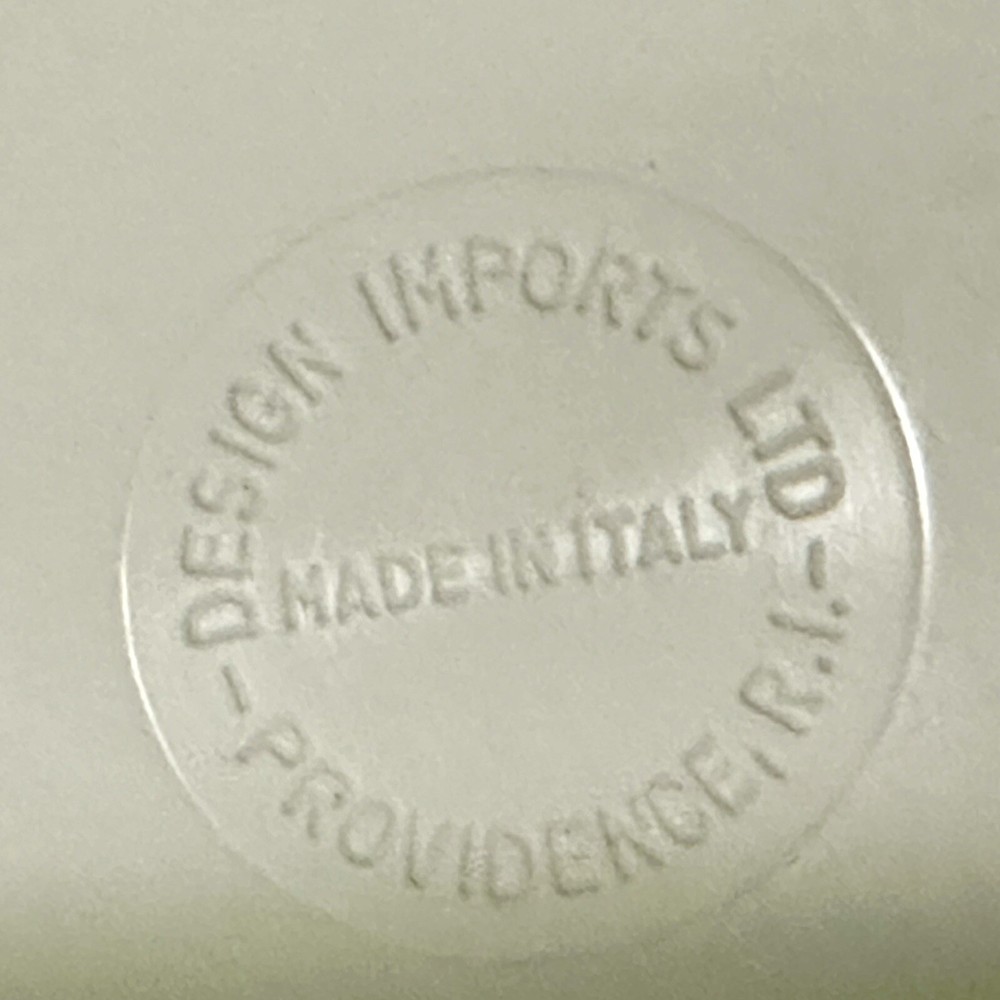 DESIGN IMPORTS LTD
MADE IN ITALY
- PROVIDENCE, R.I. -